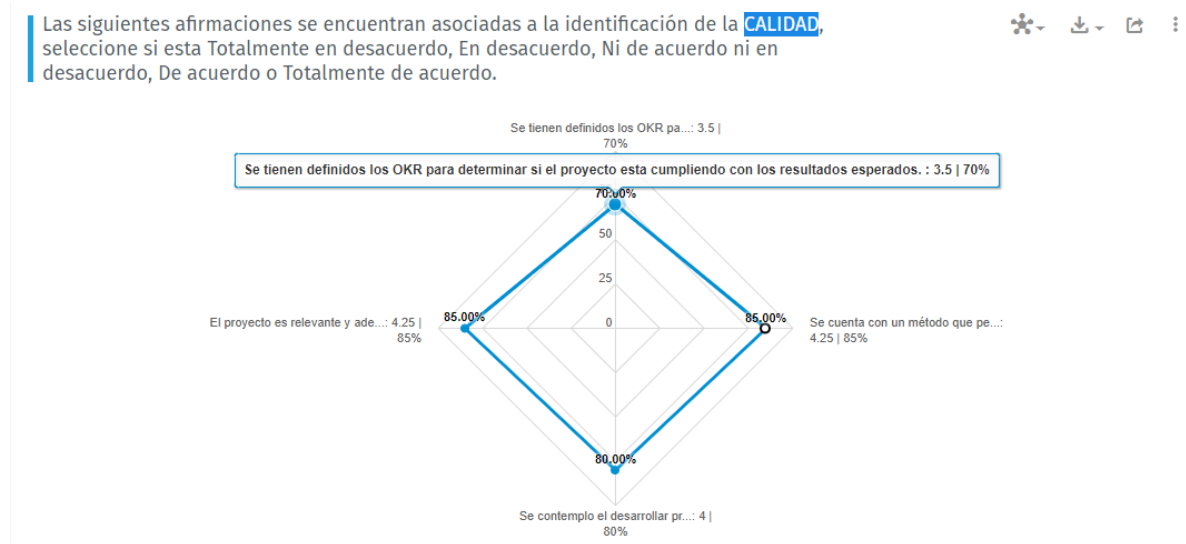 Las siguientes afirmaciones se encuentran asociadas a la identificación de la CALIDAD,
seleccione si esta Totalmente en desacuerdo, En desacuerdo, Ni de acuerdo ni en
desacuerdo, De acuerdo o Totalmente de acuerdo.
Se tienen definidos los OKR pa...: 3.5 |
70%
Se tienen definidos los OKR para determinar si el proyecto esta cumpliendo con los resultados esperados. : 3.5 | 70%
70.00%
50
25
0
El proyecto es relevante y ade...: 4.25 |
85%
85.00%
85.00%
Se cuenta con un método que pe...:
4.25 | 85%
80.00%
Se contemplo el desarrollar pr...: 4 |
80%